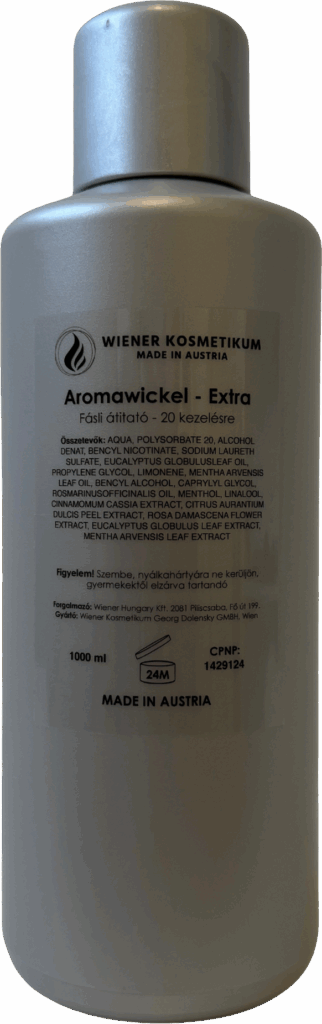 WIENER KOSMETIKUM
MADE IN AUSTRIA
Aromawickel - Extra
Fásli átitató - 20 kezelésre
Összetevők: AQUA, POLYSORBATE 20, ALCOHOL
DENAT, BENCYL NICOTINATE, SODIUM LAURETH
SULFATE, EUCALYPTUS GLOBULUSLEAF OIL,
PROPYLENE GLYCOL, LIMONENE, MENTHA ARVENSIS
LEAF OIL, BENCYL ALCOHOL, CAPRYLYL GLYCOL,
ROSMARINUSOFFICINALIS OIL, MENTHOL, LINALOOL,
CINNAMOMUM CASSIA EXTRACT, CITRUS AURANTIUM
DULCIS PEEL EXTRACT, ROSA DAMASCENA FLOWER
EXTRACT, EUCALYPTUS GLOBULUS LEAF EXTRACT,
MENTHA ARVENSIS LEAF EXTRACT
Figyelem! Szembe, nyálkahártyára ne kerüljön,
gyermekektől elzárva tartandó
Forgalmazó: Wiener Hungary Kft. 2081 Piliscsaba, Fő út 199.
Gyártó: Wiener Kosmetikum Georg Dolensky GMBH, Wien
1000 ml
24M
CPNP:
1429124
MADE IN AUSTRIA